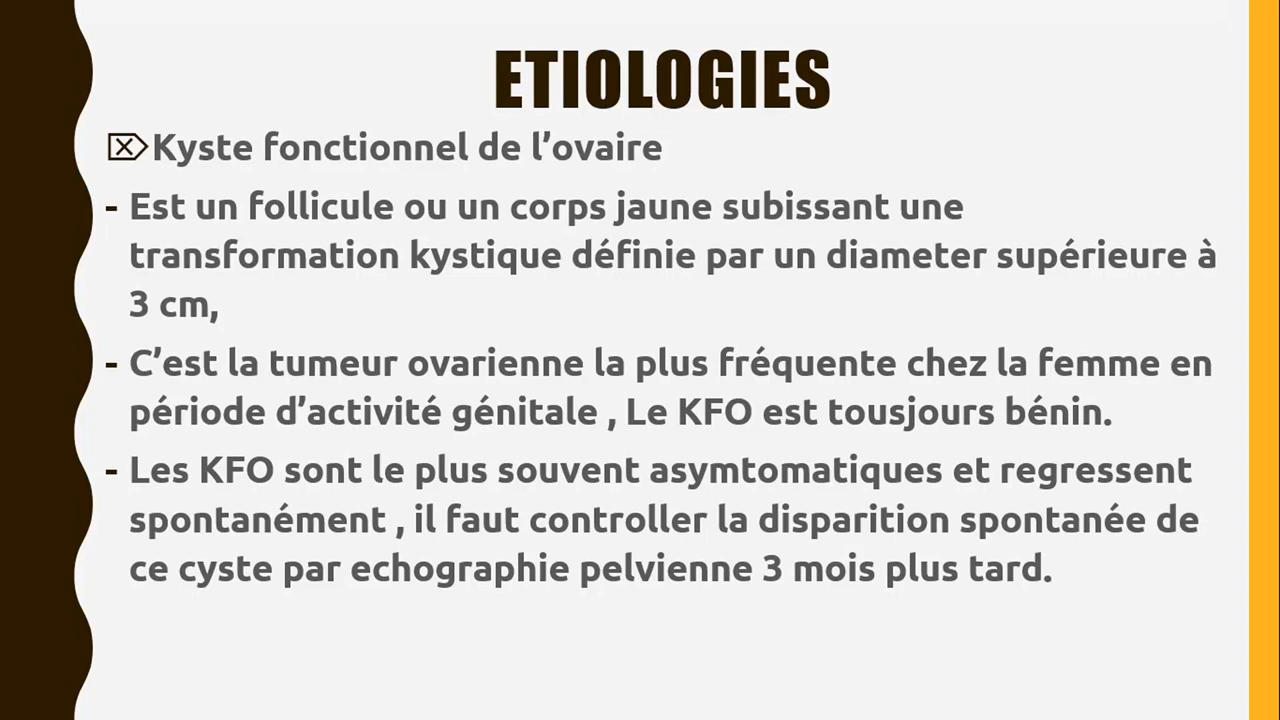 ETIOLOGIES
⌦Kyste fonctionnel de l’ovaire
- Est un follicule ou un corps jaune subissant une
transformation kystique définie par un diameter supérieure à
3 cm,
- C’est la tumeur ovarienne la plus fréquente chez la femme en
période d’activité génitale , Le KFO est tousjours bénin.
- Les KFO sont le plus souvent asymtomatiques et regressent
spontanément , il faut controller la disparition spontanée de
ce cyste par echographie pelvienne 3 mois plus tard.